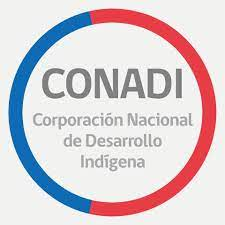 CONADI
Corporación Nacional
de Desarrollo
Indígena